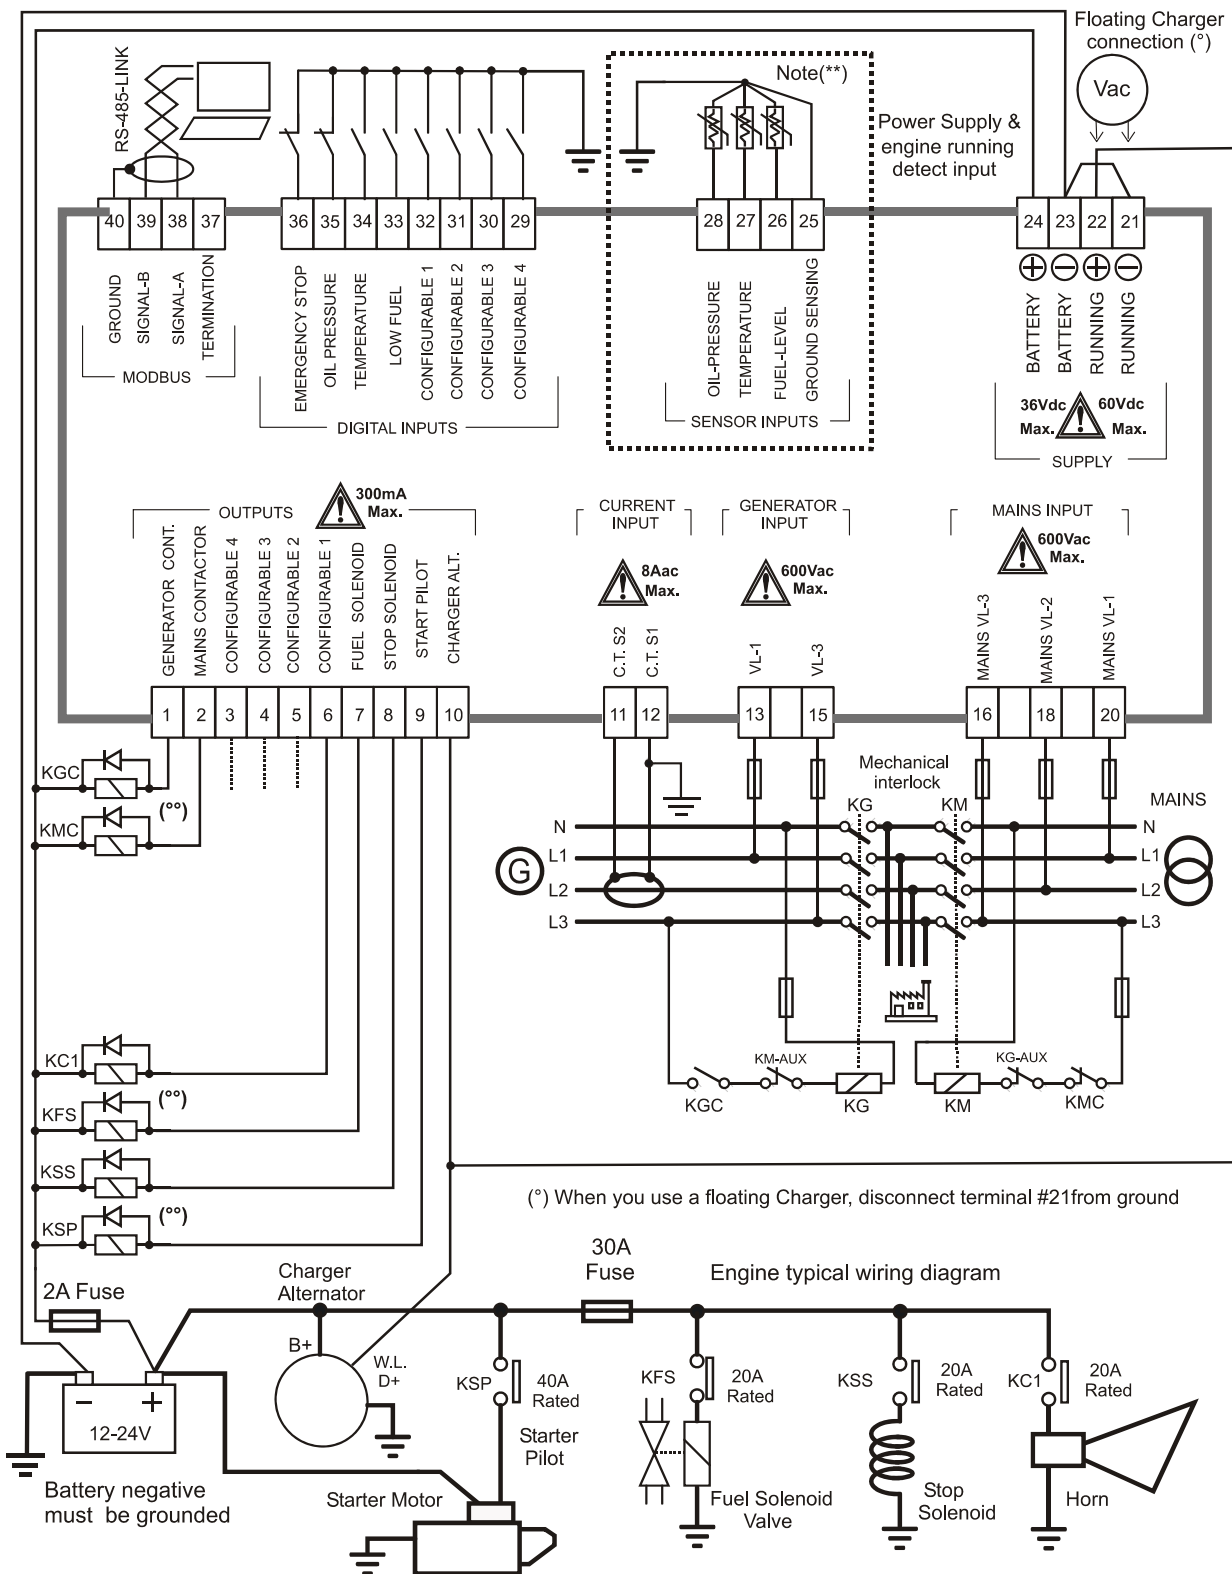 Floating Charger
connection (°)
Vac
RS-485-LINK
Note(**)
Power Supply &
engine running
detect input
40 39 38 37
36 35 34 33 32 31 30 29
28 27 26 25
24 23 22 21
GROUND
SIGNAL-B
SIGNAL-A
TERMINATION
MODBUS
EMERGENCY STOP
OIL PRESSURE
TEMPERATURE
LOW FUEL
CONFIGURABLE 1
CONFIGURABLE 2
CONFIGURABLE 3
CONFIGURABLE 4
DIGITAL INPUTS
OIL-PRESSURE
TEMPERATURE
FUEL-LEVEL
GROUND SENSING
SENSOR INPUTS
+ − + −
BATTERY
BATTERY
RUNNING
RUNNING
36Vdc
Max.
60Vdc
Max.
SUPPLY
OUTPUTS
300mA
Max.
GENERATOR CONT.
MAINS CONTACTOR
CONFIGURABLE 4
CONFIGURABLE 3
CONFIGURABLE 2
CONFIGURABLE 1
FUEL SOLENOID
STOP SOLENOID
START PILOT
CHARGER ALT.
CURRENT
INPUT
8Aac
Max.
C.T. S2
C.T. S1
GENERATOR
INPUT
600Vac
Max.
VL-1
VL-3
MAINS INPUT
600Vac
Max.
MAINS VL-3
MAINS VL-2
MAINS VL-1
1 2 3 4 5 6 7 8 9 10
11 12
13 15
16 18 20
KGC
(°°)
KMC
Mechanical
interlock
KG KM
MAINS
N N
L1 L1
G
L2 L2
L3 L3
KM-AUX
KG-AUX
KGC KG KM KMC
KC1
(°°)
KFS
KSS
(°°)
KSP
(°) When you use a floating Charger, disconnect terminal #21from ground
2A Fuse
Charger
Alternator
30A
Fuse
Engine typical wiring diagram
B+
W.L.
D+
− +
12-24V
KSP
40A
Rated
Starter
Pilot
KFS
20A
Rated
KSS
20A
Rated
KC1
20A
Rated
Battery negative
must be grounded
Starter Motor
Fuel Solenoid
Valve
Stop
Solenoid
Horn